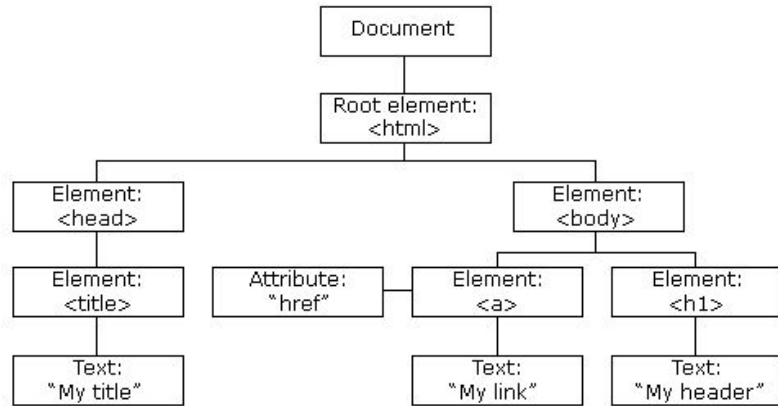 Document
Root element:
<html>
Element:
<head>
Element:
<body>
Element:
<title>
Attribute:
"href"
Element:
<a>
Element:
<h1>
Text:
"My title"
Text:
"My link"
Text:
"My header"